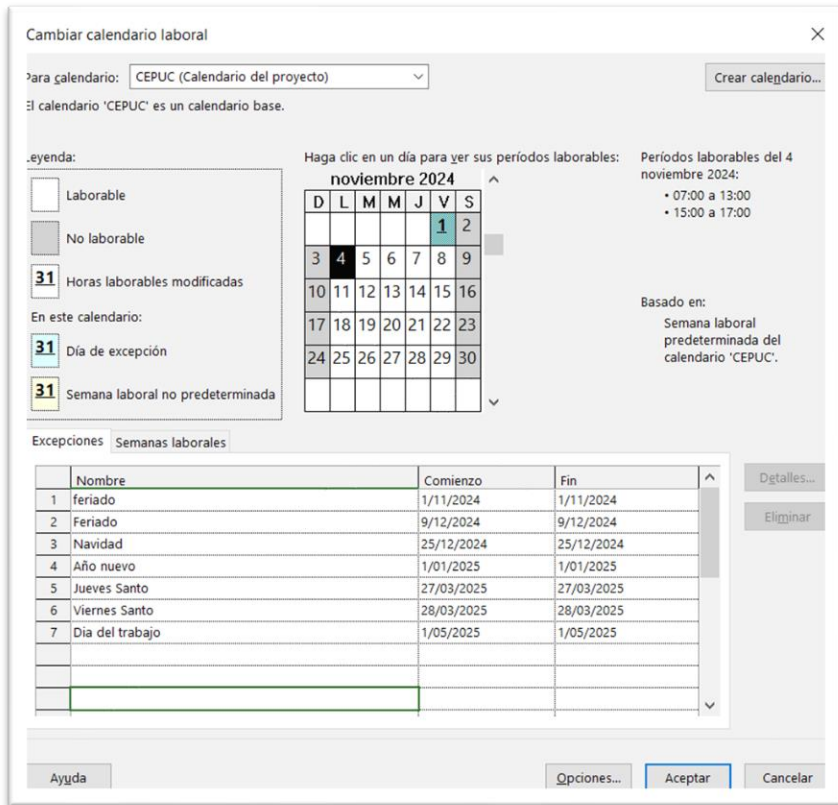 Cambiar calendario laboral
Para calendario: CEPUC (Calendario del proyecto)
Crear calendario...
El calendario 'CEPUC' es un calendario base.
Leyenda:
Laborable
No laborable
31 Horas laborables modificadas
En este calendario:
31 Día de excepción
31 Semana laboral no predeterminada
Haga clic en un día para ver sus períodos laborables:
noviembre 2024
D L M M J V S
1 2
3 4 5 6 7 8 9
10 11 12 13 14 15 16
17 18 19 20 21 22 23
24 25 26 27 28 29 30
Períodos laborables del 4
noviembre 2024:
• 07:00 a 13:00
• 15:00 a 17:00
Basado en:
Semana laboral
predeterminada del
calendario 'CEPUC'.
Excepciones Semanas laborales
Nombre Comienzo Fin
1 feriado 1/11/2024 1/11/2024
2 Feriado 9/12/2024 9/12/2024
3 Navidad 25/12/2024 25/12/2024
4 Año nuevo 1/01/2025 1/01/2025
5 Jueves Santo 27/03/2025 27/03/2025
6 Viernes Santo 28/03/2025 28/03/2025
7 Dia del trabajo 1/05/2025 1/05/2025
Detalles...
Eliminar
Ayuda
Opciones...
Aceptar
Cancelar